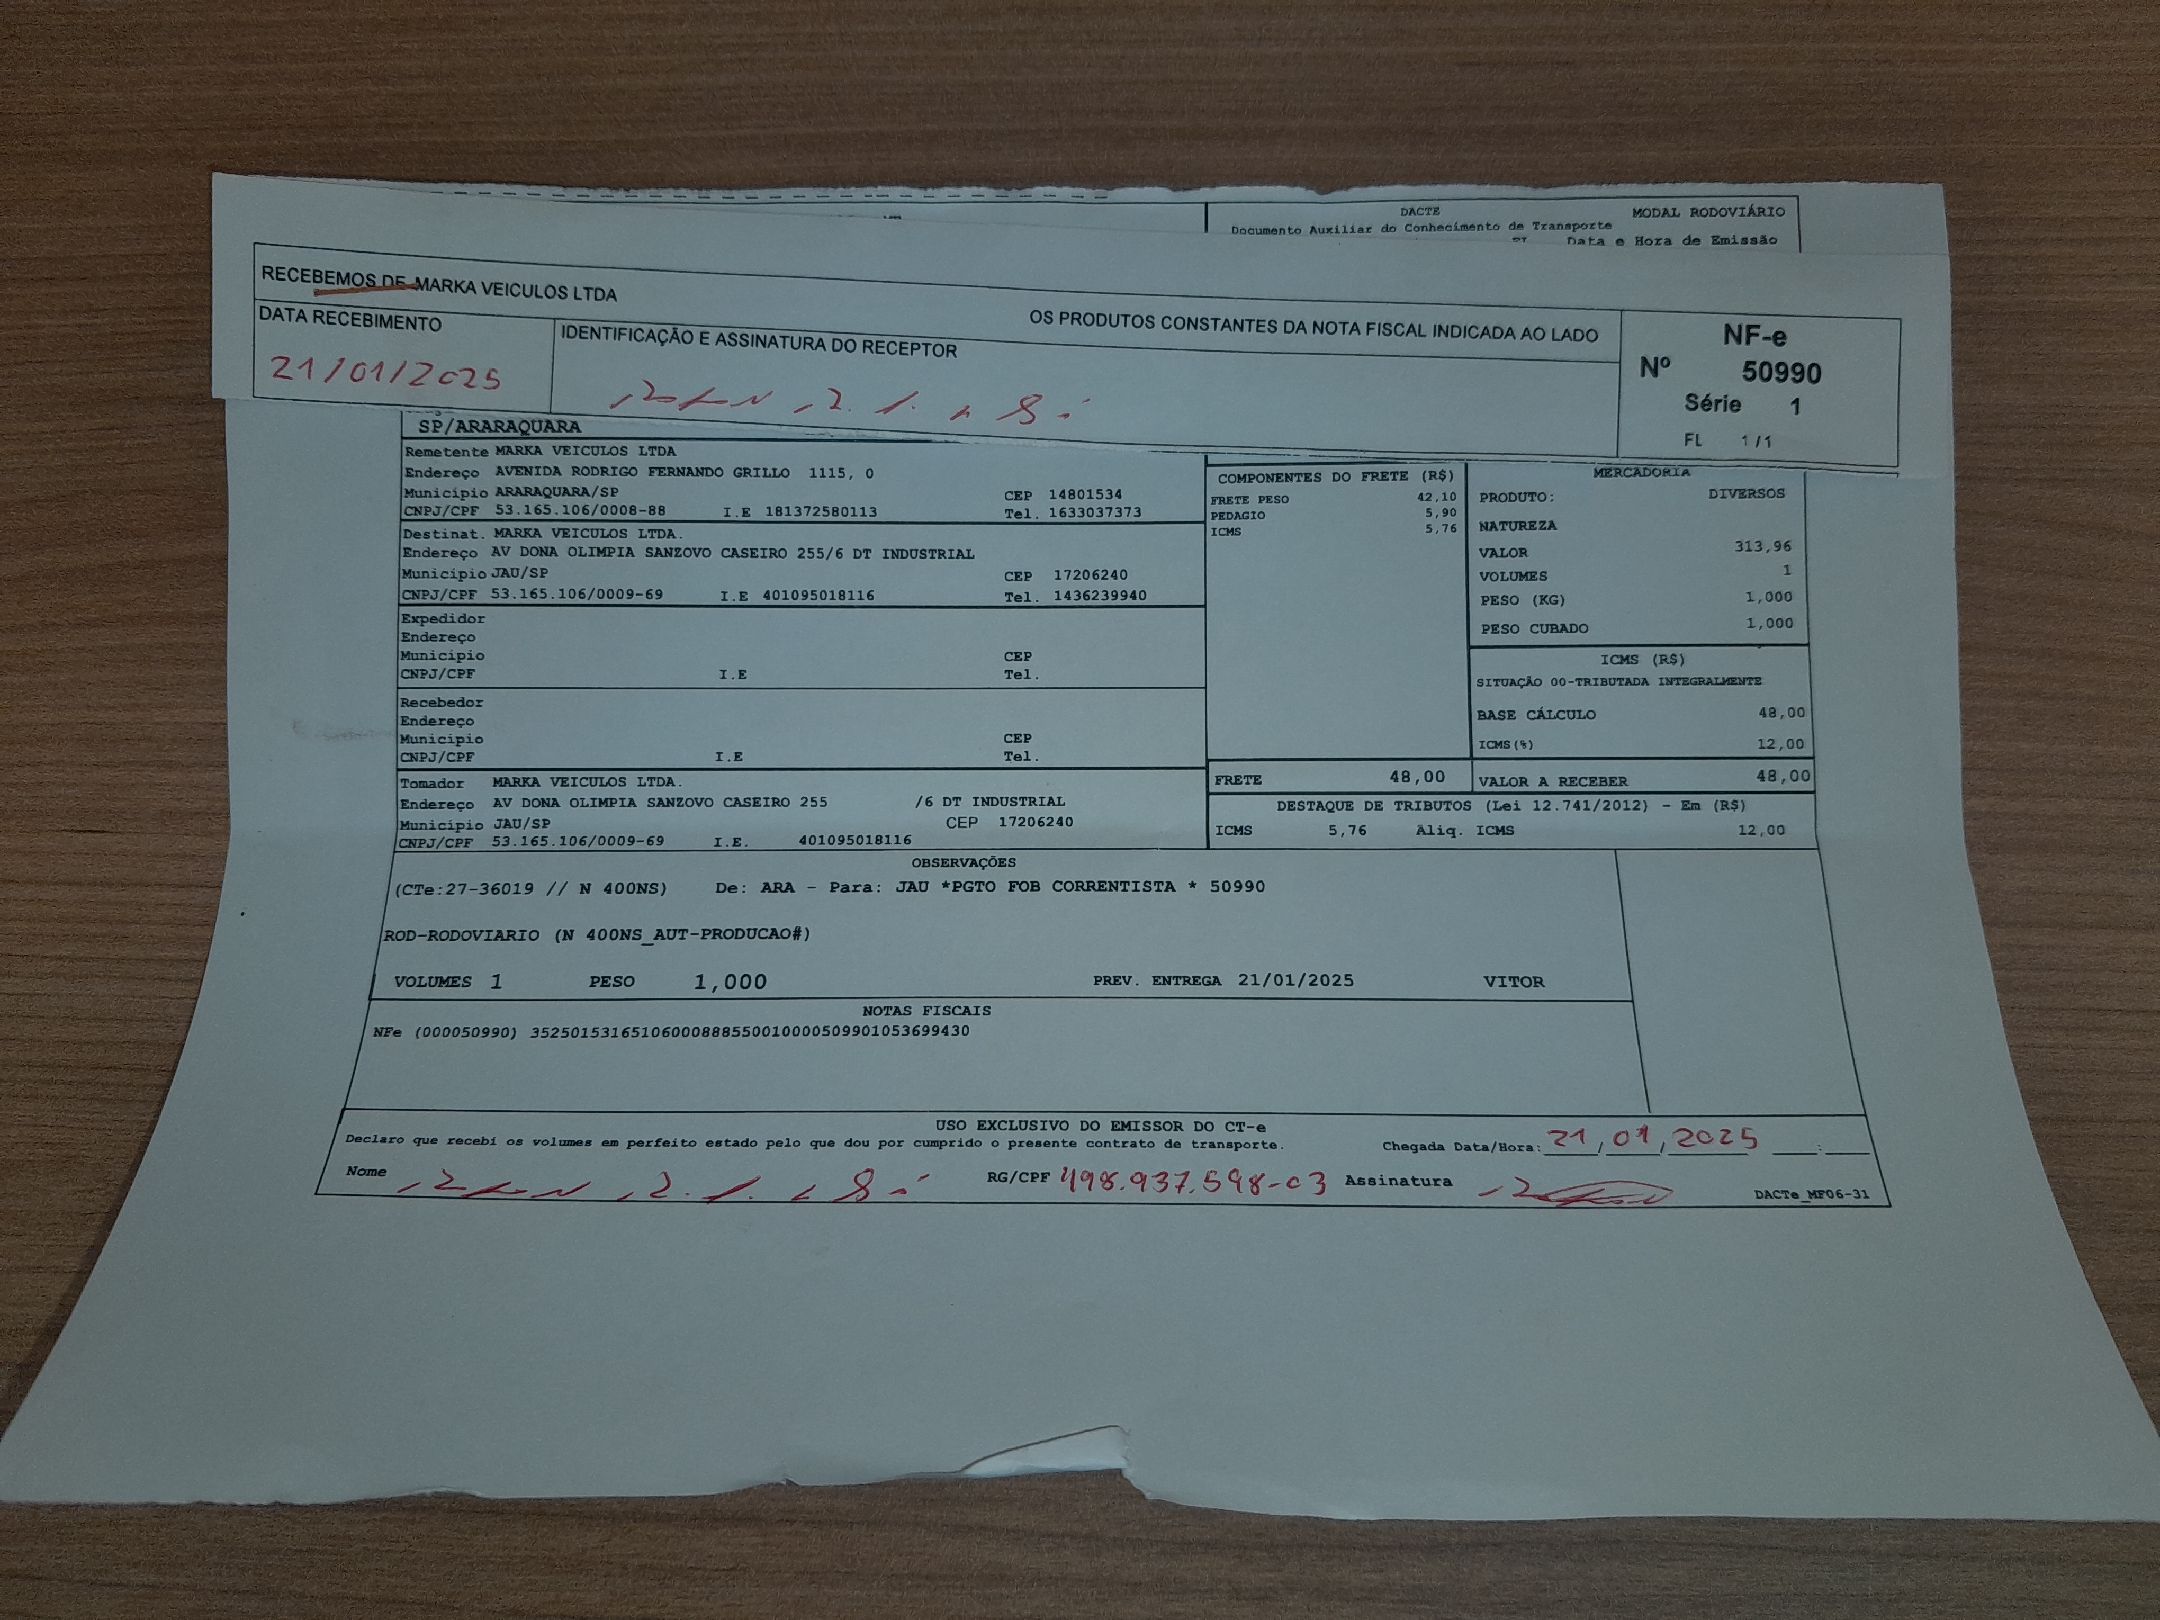 DACTE
MODAL RODOVIÁRIO
Documento Auxiliar do Conhecimento de Transporte
Data e Hora de Emissão
RECEBEMOS DE MARKA VEICULOS LTDA
OS PRODUTOS CONSTANTES DA NOTA FISCAL INDICADA AO LADO
DATA RECEBIMENTO
21/01/2025
IDENTIFICAÇÃO E ASSINATURA DO RECEPTOR
NF-e
Nº 50990
Série 1
FL 1/1
SP/ARARAQUARA
Remetente MARKA VEICULOS LTDA
Endereço AVENIDA RODRIGO FERNANDO GRILLO 1115, 0
Município ARARAQUARA/SP CEP 14801534
CNPJ/CPF 53.165.106/0008-88 I.E 181372580113 Tel. 1633037373
Destinat. MARKA VEICULOS LTDA.
Endereço AV DONA OLIMPIA SANZOVO CASEIRO 255/6 DT INDUSTRIAL
Município JAU/SP CEP 17206240
CNPJ/CPF 53.165.106/0009-69 I.E 401095018116 Tel. 1436239940
Expedidor
Endereço
Município CEP
CNPJ/CPF I.E Tel.
Recebedor
Endereço
Município CEP
CNPJ/CPF I.E Tel.
Tomador MARKA VEICULOS LTDA.
Endereço AV DONA OLIMPIA SANZOVO CASEIRO 255 /6 DT INDUSTRIAL
Município JAU/SP CEP 17206240
CNPJ/CPF 53.165.106/0009-69 I.E. 401095018116
COMPONENTES DO FRETE (R$)
FRETE PESO 42,10
PEDAGIO 5,90
ICMS 5,76
MERCADORIA
PRODUTO: DIVERSOS
NATUREZA
VALOR 313,96
VOLUMES 1
PESO (KG) 1,000
PESO CUBADO 1,000
ICMS (R$)
SITUAÇÃO 00-TRIBUTADA INTEGRALMENTE
BASE CÁLCULO 48,00
ICMS(%) 12,00
FRETE 48,00
VALOR A RECEBER 48,00
DESTAQUE DE TRIBUTOS (Lei 12.741/2012) - Em (R$)
ICMS 5,76 Aliq. ICMS 12,00
OBSERVAÇÕES
(CTe:27-36019 // N 400NS) De: ARA - Para: JAU *PGTO FOB CORRENTISTA * 50990
ROD-RODOVIARIO (N 400NS_AUT-PRODUCAO#)
VOLUMES 1 PESO 1,000 PREV. ENTREGA 21/01/2025 VITOR
NOTAS FISCAIS
NFe (000050990) 35250153165106000888550010000509901053699430
USO EXCLUSIVO DO EMISSOR DO CT-e
Declaro que recebi os volumes em perfeito estado pelo que dou por cumprido o presente contrato de transporte.
Chegada Data/Hora: 21/01/2025 ____:____
Nome
RG/CPF 498.937.598-03 Assinatura
DACTe_MF06-31